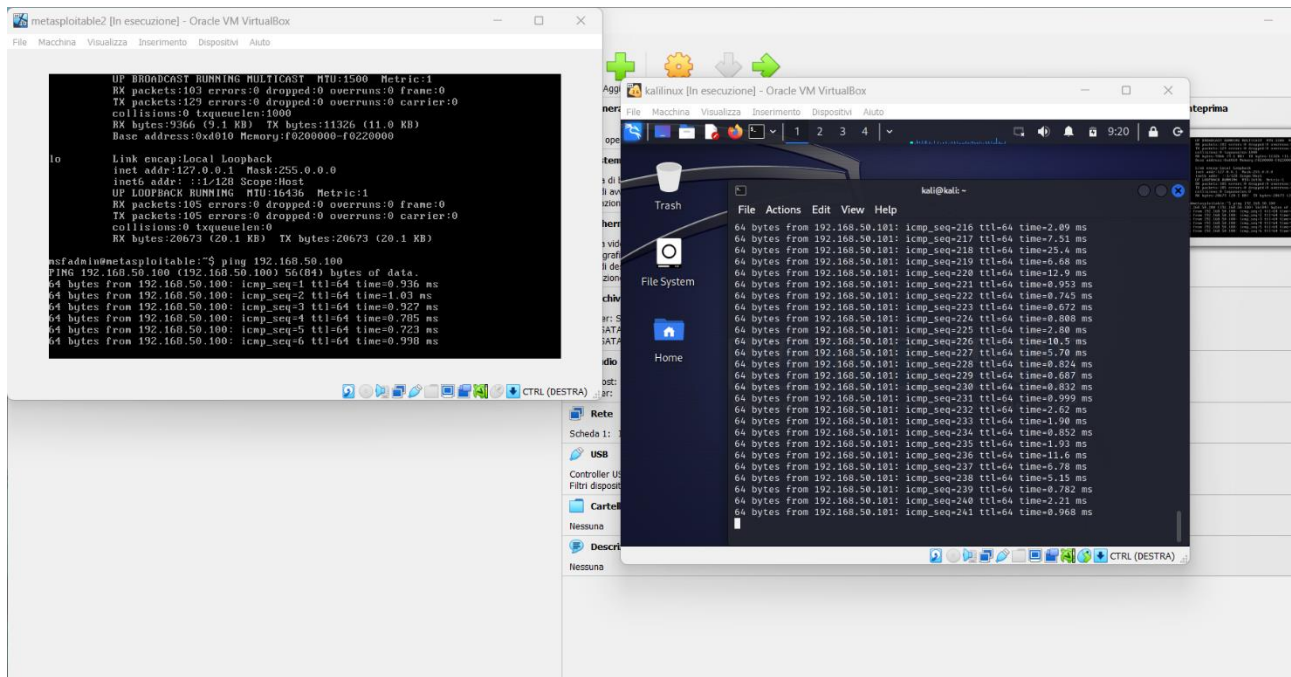 metasploitable2 [In esecuzione] - Oracle VM VirtualBox
File Macchina Visualizza Inserimento Dispositivi Aiuto
UP BROADCAST RUNNING MULTICAST MTU:1500 Metric:1
RX packets:103 errors:0 dropped:0 overruns:0 frame:0
TX packets:129 errors:0 dropped:0 overruns:0 carrier:0
collisions:0 txqueuelen:1000
RX bytes:9366 (9.1 KB) TX bytes:11326 (11.0 KB)
Base address:0xd010 Memory:f0200000-f0220000
lo Link encap:Local Loopback
inet addr:127.0.0.1 Mask:255.0.0.0
inet6 addr: ::1/128 Scope:Host
UP LOOPBACK RUNNING MTU:16436 Metric:1
RX packets:105 errors:0 dropped:0 overruns:0 frame:0
TX packets:105 errors:0 dropped:0 overruns:0 carrier:0
collisions:0 txqueuelen:0
RX bytes:20673 (20.1 KB) TX bytes:20673 (20.1 KB)
msfadmin@metasploitable:~$ ping 192.168.50.100
PING 192.168.50.100 (192.168.50.100) 56(84) bytes of data.
64 bytes from 192.168.50.100: icmp_seq=1 ttl=64 time=0.936 ms
64 bytes from 192.168.50.100: icmp_seq=2 ttl=64 time=1.03 ms
64 bytes from 192.168.50.100: icmp_seq=3 ttl=64 time=0.927 ms
64 bytes from 192.168.50.100: icmp_seq=4 ttl=64 time=0.785 ms
64 bytes from 192.168.50.100: icmp_seq=5 ttl=64 time=0.723 ms
64 bytes from 192.168.50.100: icmp_seq=6 ttl=64 time=0.998 ms
CTRL (DESTRA)
kalilinux [In esecuzione] - Oracle VM VirtualBox
File Macchina Visualizza Inserimento Dispositivi Aiuto
1 2 3 4
9:20
Trash
File System
Home
kali@kali: ~
File Actions Edit View Help
64 bytes from 192.168.50.101: icmp_seq=216 ttl=64 time=2.09 ms
64 bytes from 192.168.50.101: icmp_seq=217 ttl=64 time=7.51 ms
64 bytes from 192.168.50.101: icmp_seq=218 ttl=64 time=25.4 ms
64 bytes from 192.168.50.101: icmp_seq=219 ttl=64 time=6.68 ms
64 bytes from 192.168.50.101: icmp_seq=220 ttl=64 time=12.9 ms
64 bytes from 192.168.50.101: icmp_seq=221 ttl=64 time=0.953 ms
64 bytes from 192.168.50.101: icmp_seq=222 ttl=64 time=0.745 ms
64 bytes from 192.168.50.101: icmp_seq=223 ttl=64 time=0.672 ms
64 bytes from 192.168.50.101: icmp_seq=224 ttl=64 time=0.808 ms
64 bytes from 192.168.50.101: icmp_seq=225 ttl=64 time=2.80 ms
64 bytes from 192.168.50.101: icmp_seq=226 ttl=64 time=10.5 ms
64 bytes from 192.168.50.101: icmp_seq=227 ttl=64 time=5.70 ms
64 bytes from 192.168.50.101: icmp_seq=228 ttl=64 time=0.824 ms
64 bytes from 192.168.50.101: icmp_seq=229 ttl=64 time=0.687 ms
64 bytes from 192.168.50.101: icmp_seq=230 ttl=64 time=0.832 ms
64 bytes from 192.168.50.101: icmp_seq=231 ttl=64 time=0.999 ms
64 bytes from 192.168.50.101: icmp_seq=232 ttl=64 time=2.62 ms
64 bytes from 192.168.50.101: icmp_seq=233 ttl=64 time=1.90 ms
64 bytes from 192.168.50.101: icmp_seq=234 ttl=64 time=0.852 ms
64 bytes from 192.168.50.101: icmp_seq=235 ttl=64 time=1.93 ms
64 bytes from 192.168.50.101: icmp_seq=236 ttl=64 time=11.6 ms
64 bytes from 192.168.50.101: icmp_seq=237 ttl=64 time=6.78 ms
64 bytes from 192.168.50.101: icmp_seq=238 ttl=64 time=5.15 ms
64 bytes from 192.168.50.101: icmp_seq=239 ttl=64 time=0.782 ms
64 bytes from 192.168.50.101: icmp_seq=240 ttl=64 time=2.21 ms
64 bytes from 192.168.50.101: icmp_seq=241 ttl=64 time=0.968 ms
CTRL (DESTRA)
Rete
Scheda 1:
USB
Controller US
Filtri disposit
Cartel
Nessuna
Descri
Nessuna